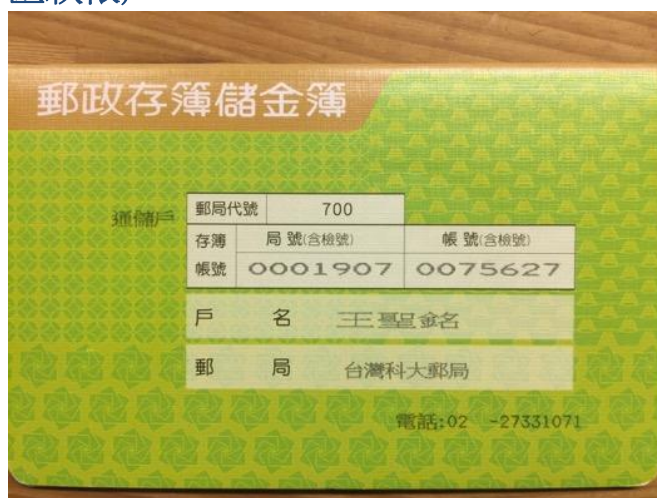 郵政存簿儲金簿
通儲戶
郵局代號 700
存簿帳號 局號(含檢號) 帳號(含檢號)
0001907 0075627
戶名 王聖銘
郵局 台灣科大郵局
電話:02 -27331071